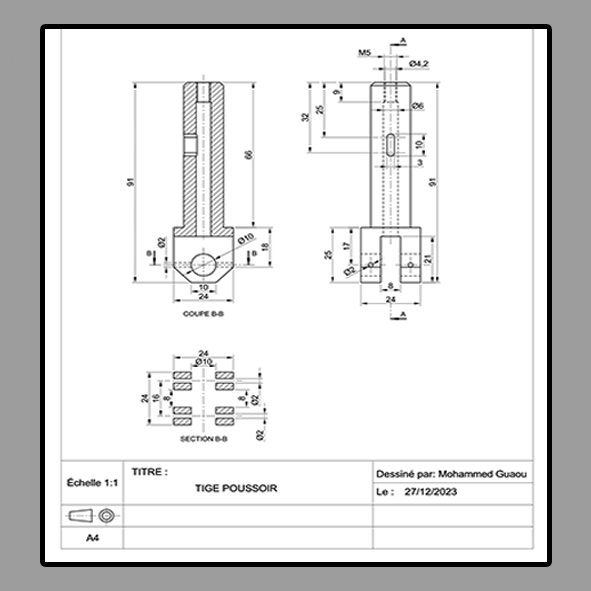 A
M5
Ø4,2
9
Ø6
25
32
10
3
91
66
91
Ø2
Ø10
B
B
18
10
24
COUPE B-B
25
17
Ø2
21
8
24
A
24
Ø10
24
16
8
8
Ø2
Ø2
SECTION B-B
Échelle 1:1
TITRE :
TIGE POUSSOIR
Dessiné par: Mohammed Guaou
Le : 27/12/2023
A4